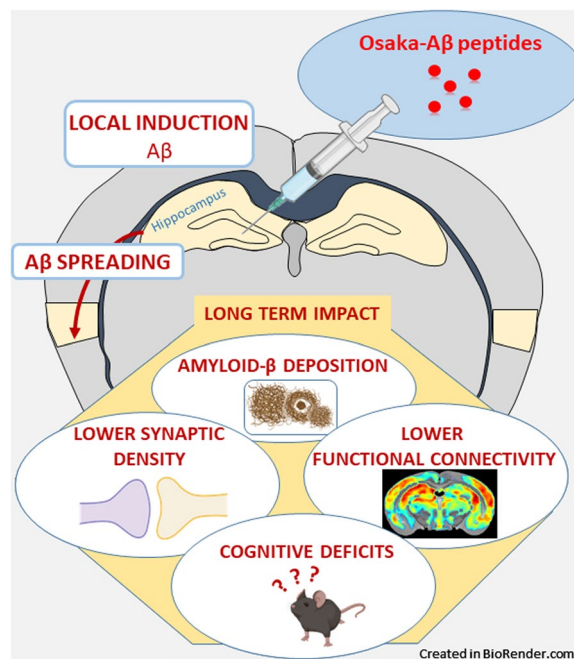 Osaka-Aβ peptides
LOCAL INDUCTION
Aβ
Hippocampus
Aβ SPREADING
LONG TERM IMPACT
AMYLOID-β DEPOSITION
LOWER SYNAPTIC
DENSITY
LOWER
FUNCTIONAL CONNECTIVITY
COGNITIVE DEFICITS
? ? ?
Created in BioRender.com